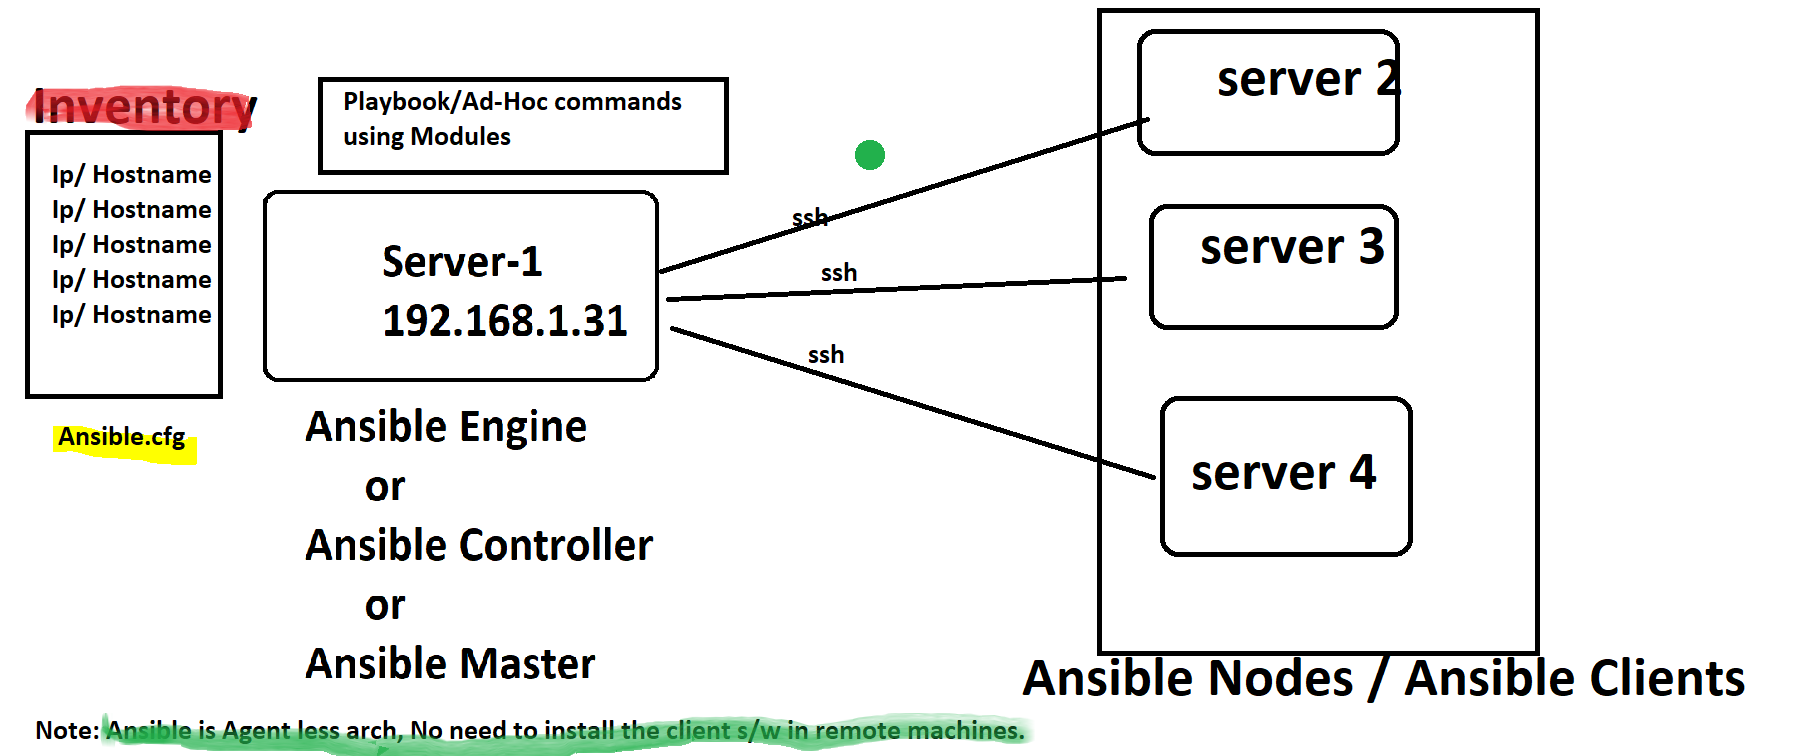 Inventory
Ip/ Hostname
Ip/ Hostname
Ip/ Hostname
Ip/ Hostname
Ip/ Hostname
Ansible.cfg
Playbook/Ad-Hoc commands
using Modules
Server-1
192.168.1.31
Ansible Engine
or
Ansible Controller
or
Ansible Master
ssh
ssh
ssh
server 2
server 3
server 4
Ansible Nodes / Ansible Clients
Note: Ansible is Agent less arch, No need to install the client s/w in remote machines.